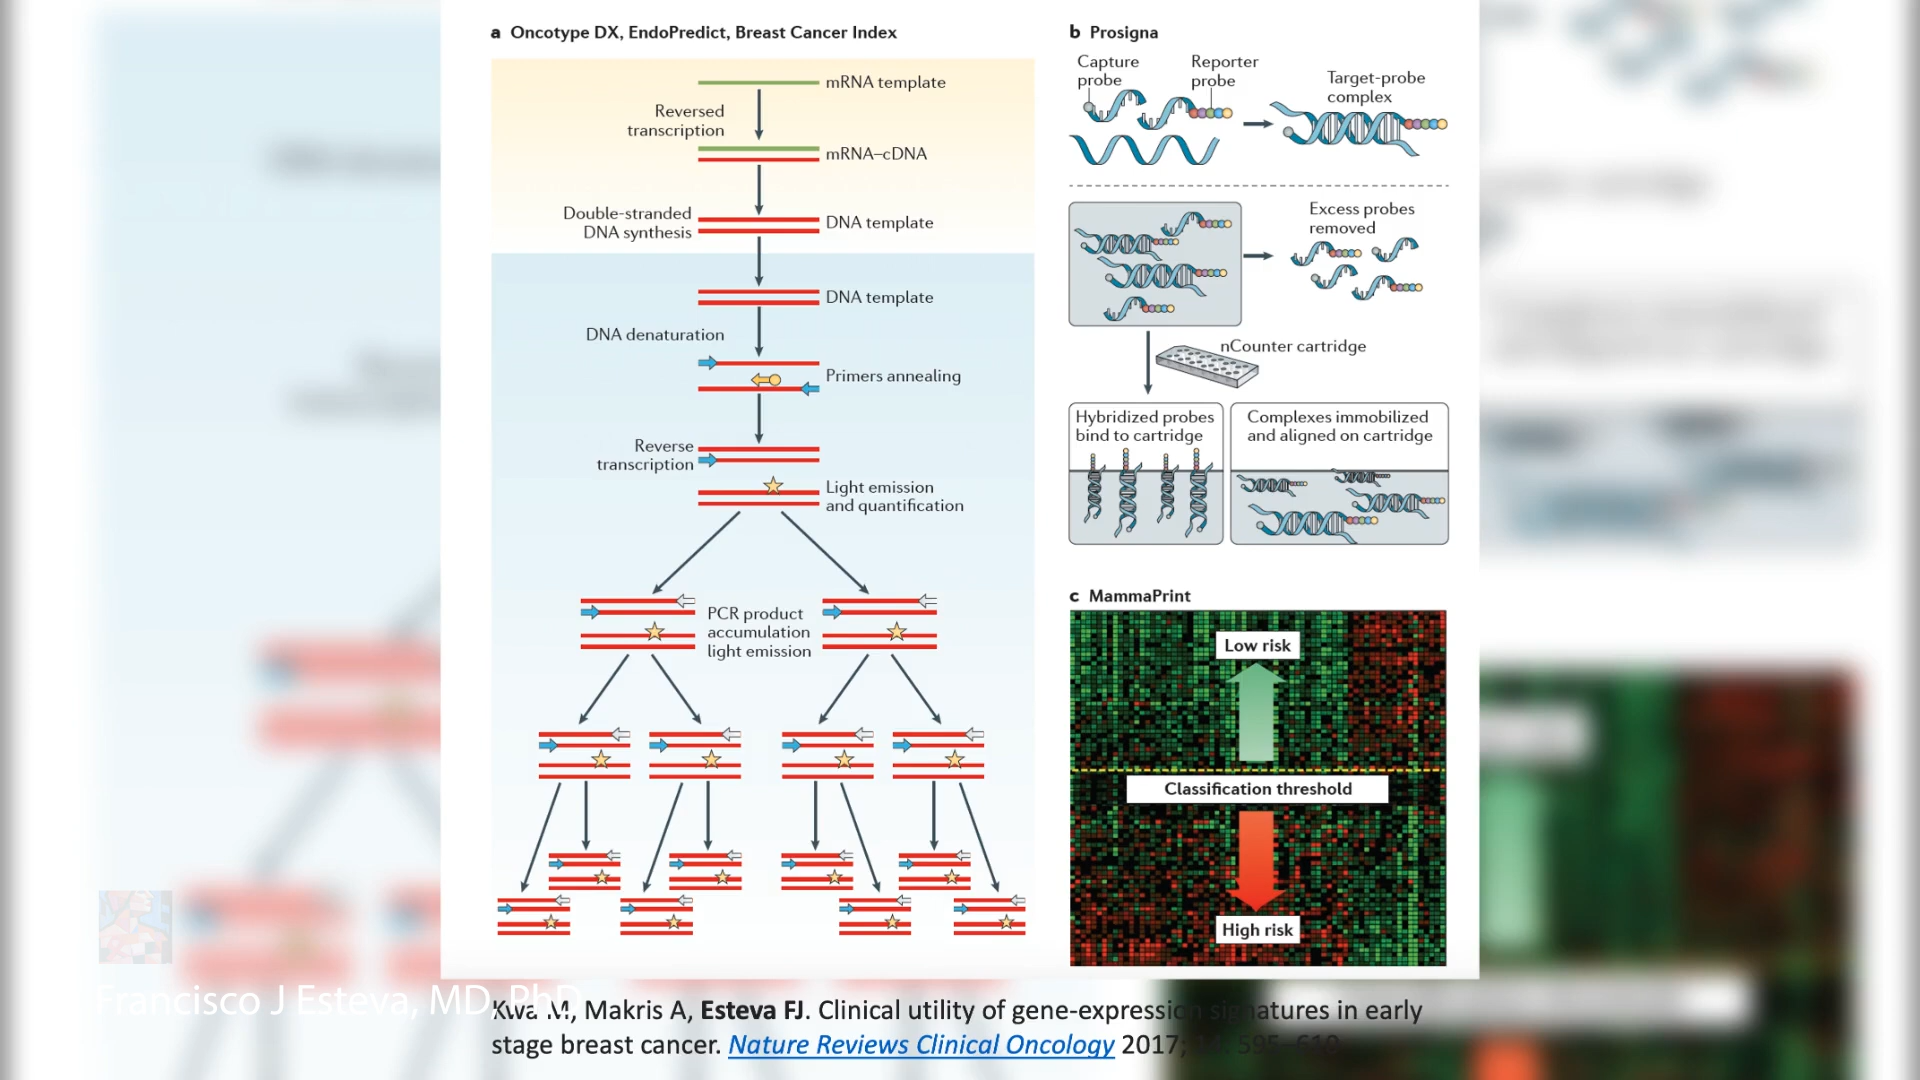 a Oncotype DX, EndoPredict, Breast Cancer Index
mRNA template
Reversed
transcription
mRNA–cDNA
Double-stranded
DNA synthesis
DNA template
DNA template
DNA denaturation
Primers annealing
Reverse
transcription
Light emission
and quantification
PCR product
accumulation
light emission
b Prosigna
Capture
probe
Reporter
probe
Target-probe
complex
Excess probes
removed
nCounter cartridge
Hybridized probes
bind to cartridge
Complexes immobilized
and aligned on cartridge
c MammaPrint
Low risk
Classification threshold
High risk
Francisco J Esteva, MD, PhD
Kwa M, Makris A, Esteva FJ. Clinical utility of gene-expression signatures in early
stage breast cancer. Nature Reviews Clinical Oncology 2017; 14: 595–610